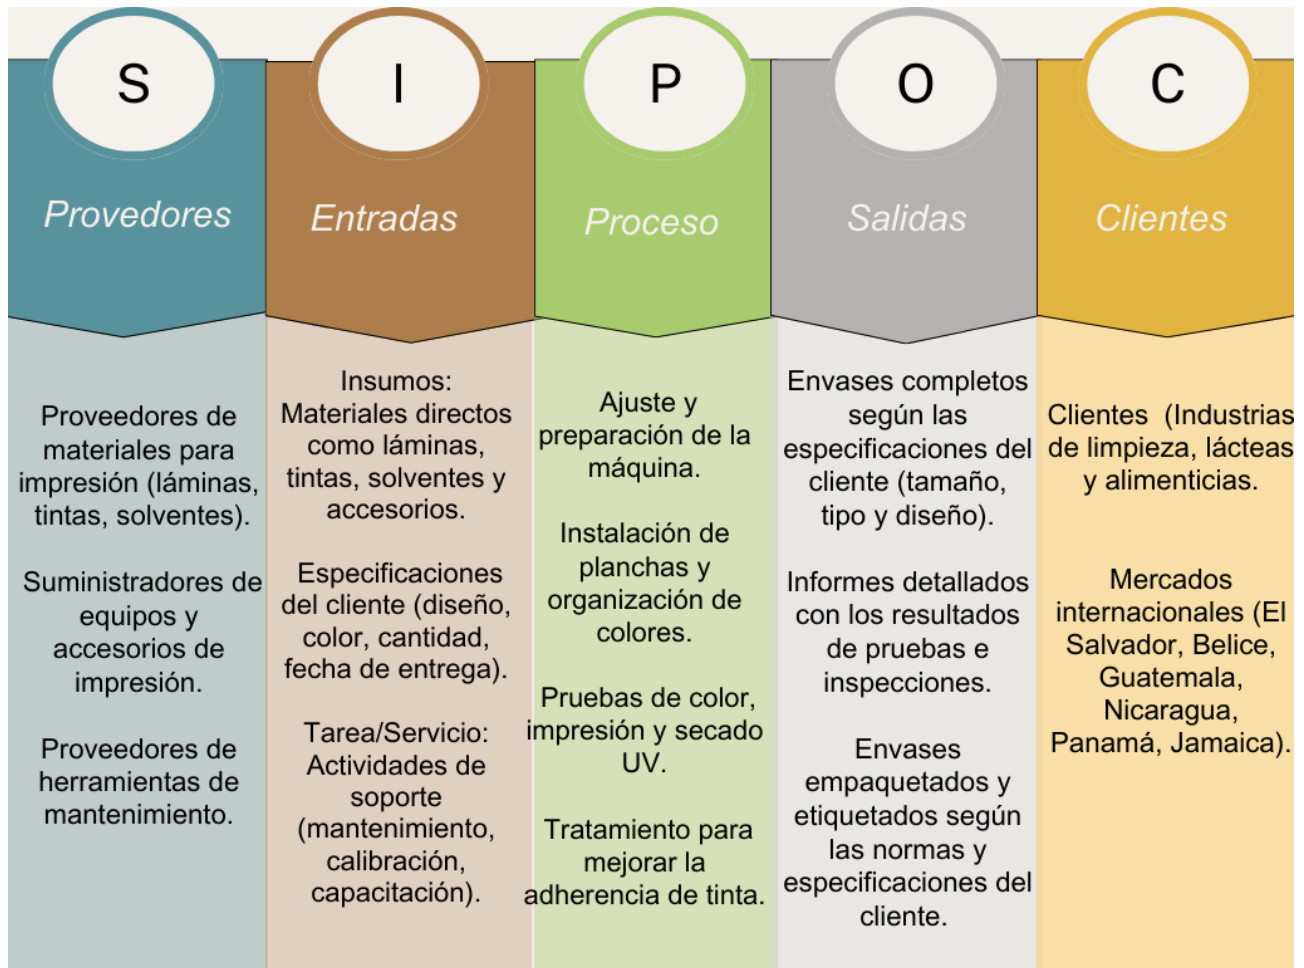 S
Provedores
Proveedores de
materiales para
impresión (láminas,
tintas, solventes).
Suministradores de
equipos y
accesorios de
impresión.
Proveedores de
herramientas de
mantenimiento.
I
Entradas
Insumos:
Materiales directos
como láminas,
tintas, solventes y
accesorios.
Especificaciones
del cliente (diseño,
color, cantidad,
fecha de entrega).
Tarea/Servicio:
Actividades de
soporte
(mantenimiento,
calibración,
capacitación).
P
Proceso
Ajuste y
preparación de la
máquina.
Instalación de
planchas y
organización de
colores.
Pruebas de color,
impresión y secado
UV.
Tratamiento para
mejorar la
adherencia de tinta.
O
Salidas
Envases completos
según las
especificaciones del
cliente (tamaño,
tipo y diseño).
Informes detallados
con los resultados
de pruebas e
inspecciones.
Envases
empaquetados y
etiquetados según
las normas y
especificaciones del
cliente.
C
Clientes
Clientes (Industrias
de limpieza, lácteas
y alimenticias.
Mercados
internacionales (El
Salvador, Belice,
Guatemala,
Nicaragua,
Panamá, Jamaica).